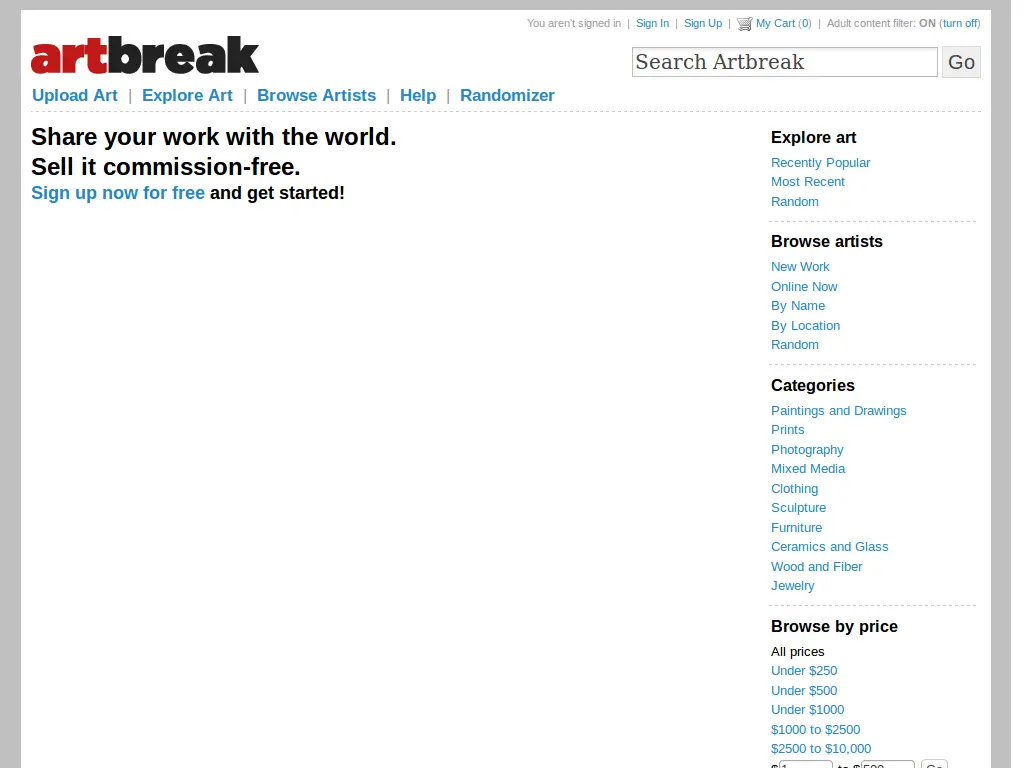 You aren't signed in | Sign In | Sign Up | My Cart (0) | Adult content filter: ON (turn off)
artbreak
Search Artbreak Go
Upload Art | Explore Art | Browse Artists | Help | Randomizer
Share your work with the world.
Sell it commission-free.
Sign up now for free and get started!
Explore art
Recently Popular
Most Recent
Random
Browse artists
New Work
Online Now
By Name
By Location
Random
Categories
Paintings and Drawings
Prints
Photography
Mixed Media
Clothing
Sculpture
Furniture
Ceramics and Glass
Wood and Fiber
Jewelry
Browse by price
All prices
Under $250
Under $500
Under $1000
$1000 to $2500
$2500 to $10,000
$ 1 to $ 500 Go